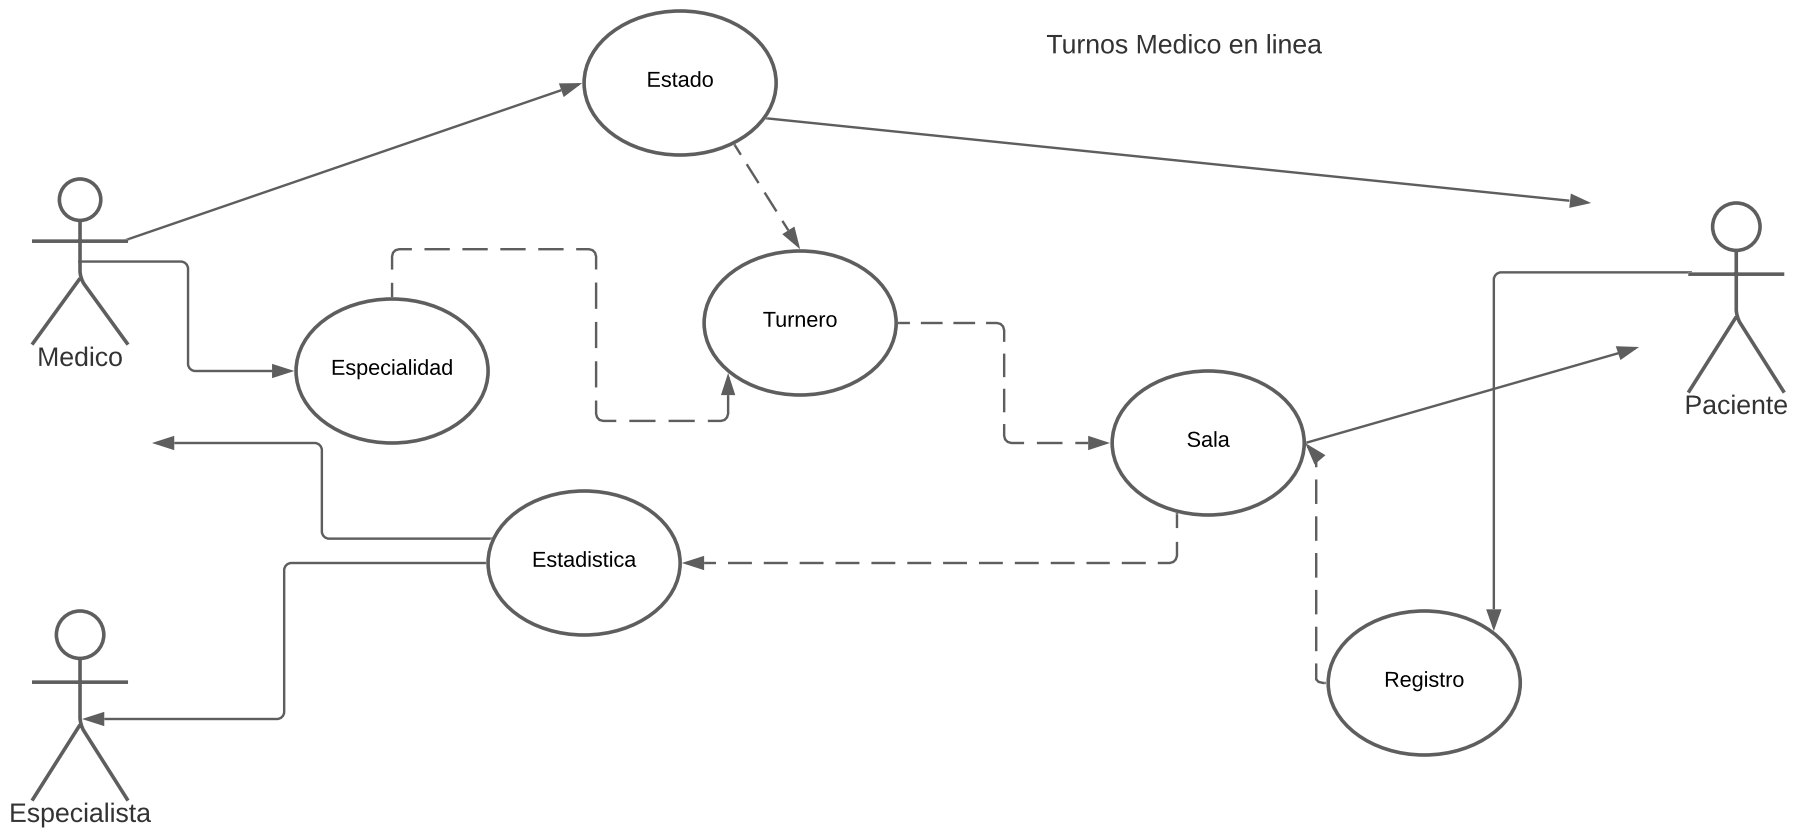 Turnos Medico en linea
Estado
Turnero
Medico
Especialidad
Paciente
Sala
Estadistica
Registro
Especialista